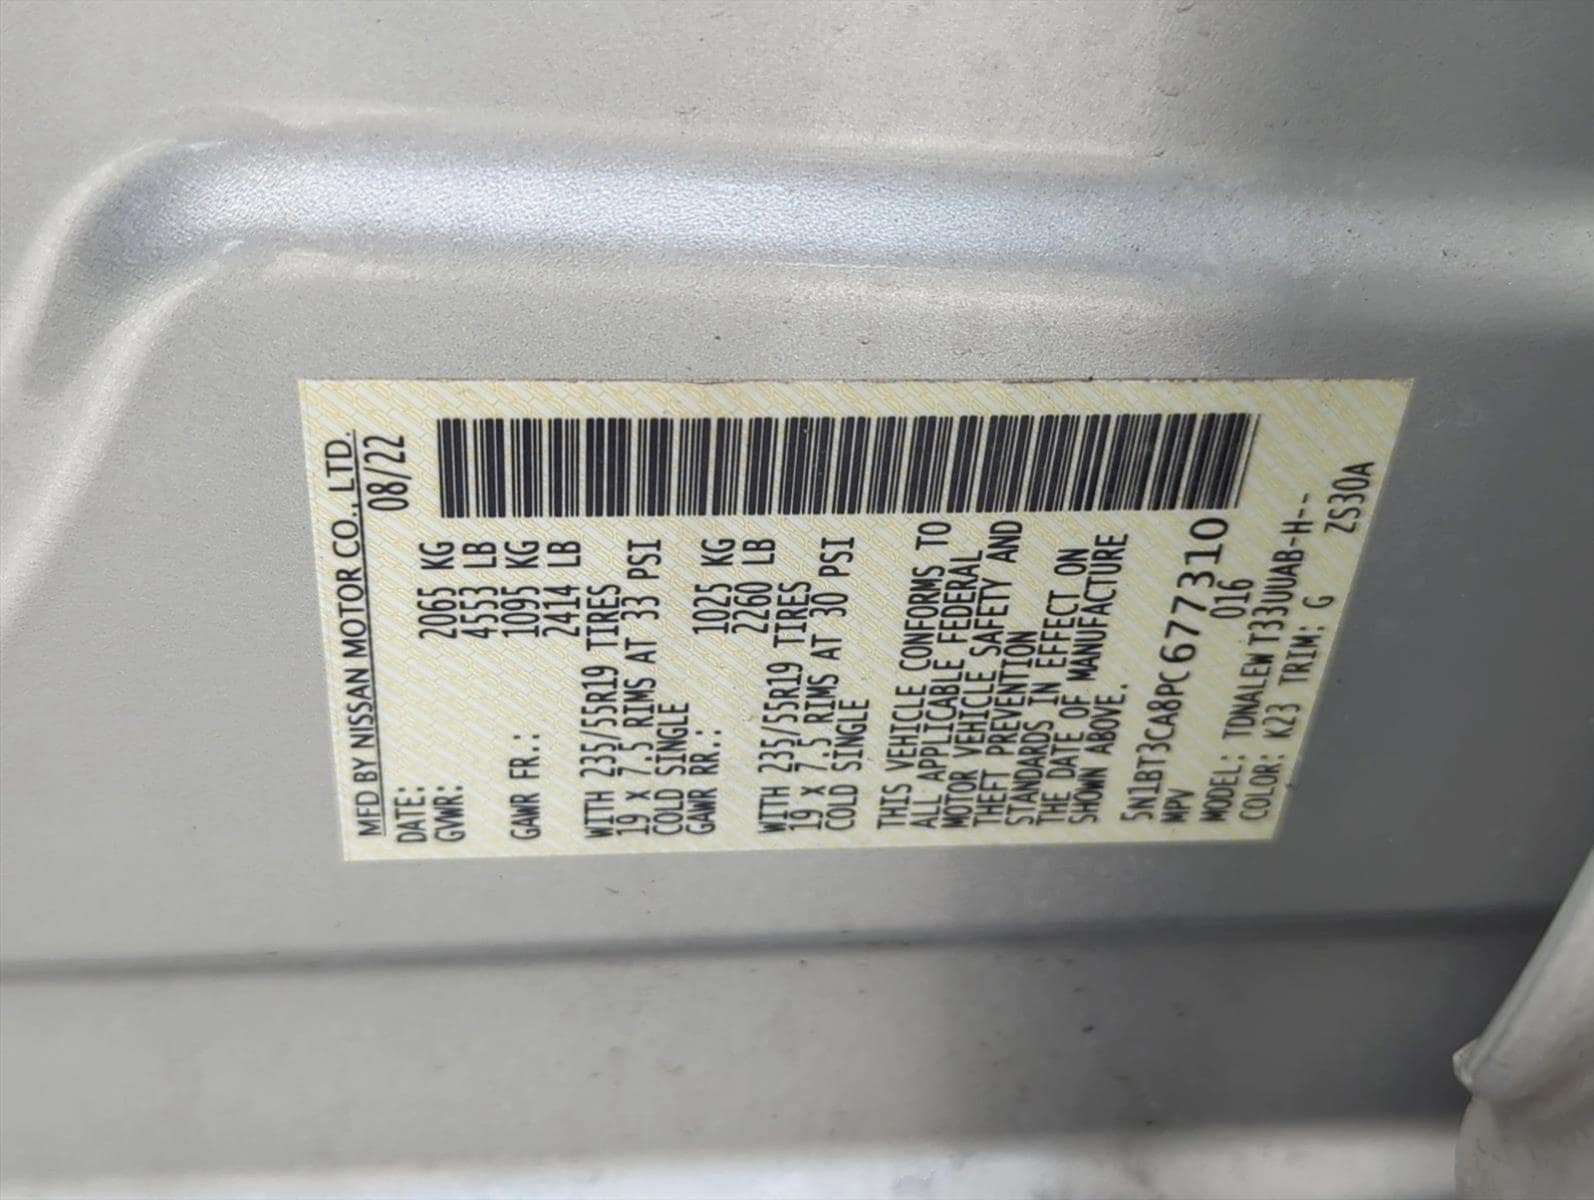 MFD BY NISSAN MOTOR CO., LTD.
DATE: 08/22
GVWR: 2065 KG
4553 LB
GAWR FR.: 1095 KG
2414 LB
WITH 235/55R19 TIRES
19 x 7.5 RIMS AT 33 PSI
COLD SINGLE
GAWR RR.: 1025 KG
2260 LB
WITH 235/55R19 TIRES
19 x 7.5 RIMS AT 30 PSI
COLD SINGLE
THIS VEHICLE CONFORMS TO
ALL APPLICABLE FEDERAL
MOTOR VEHICLE SAFETY AND
THEFT PREVENTION
STANDARDS IN EFFECT ON
THE DATE OF MANUFACTURE
SHOWN ABOVE.
5N1BT3CA8PC677310
MPV 016
MODEL: TDNALEW T33UUAB-H--
COLOR: K23 TRIM: G ZS30A